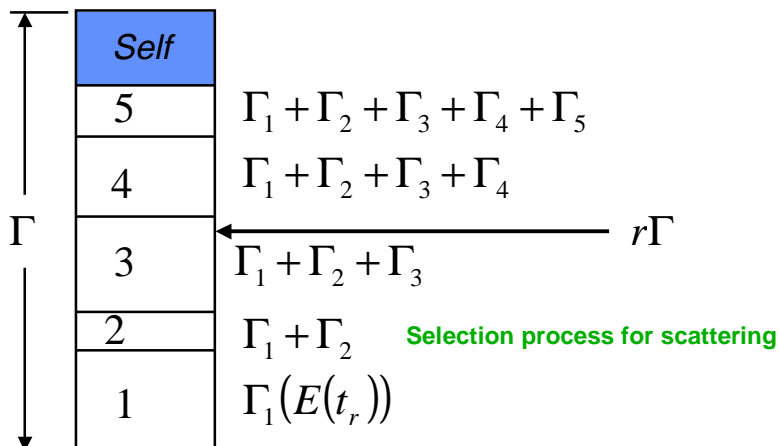 Self
5 Γ₁ + Γ₂ + Γ₃ + Γ₄ + Γ₅
4 Γ₁ + Γ₂ + Γ₃ + Γ₄
Γ rΓ
3 Γ₁ + Γ₂ + Γ₃
2 Γ₁ + Γ₂ Selection process for scattering
1 Γ₁(E(tᵣ))